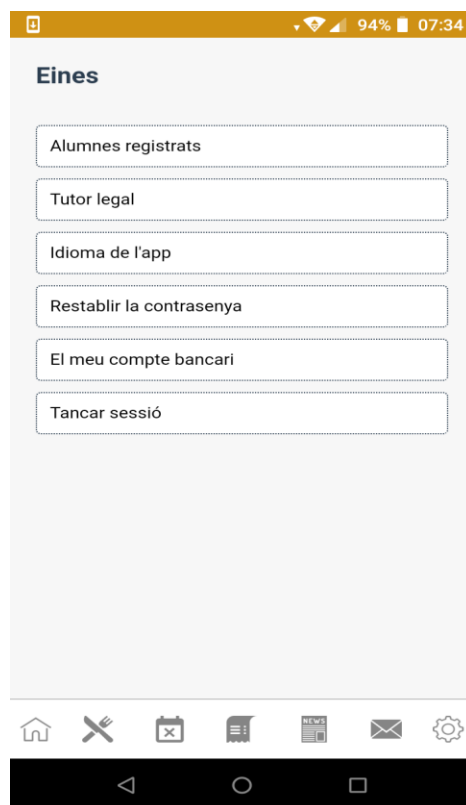 94% 07:34
Eines
Alumnes registrats
Tutor legal
Idioma de l'app
Restablir la contrasenya
El meu compte bancari
Tancar sessió
NEWS